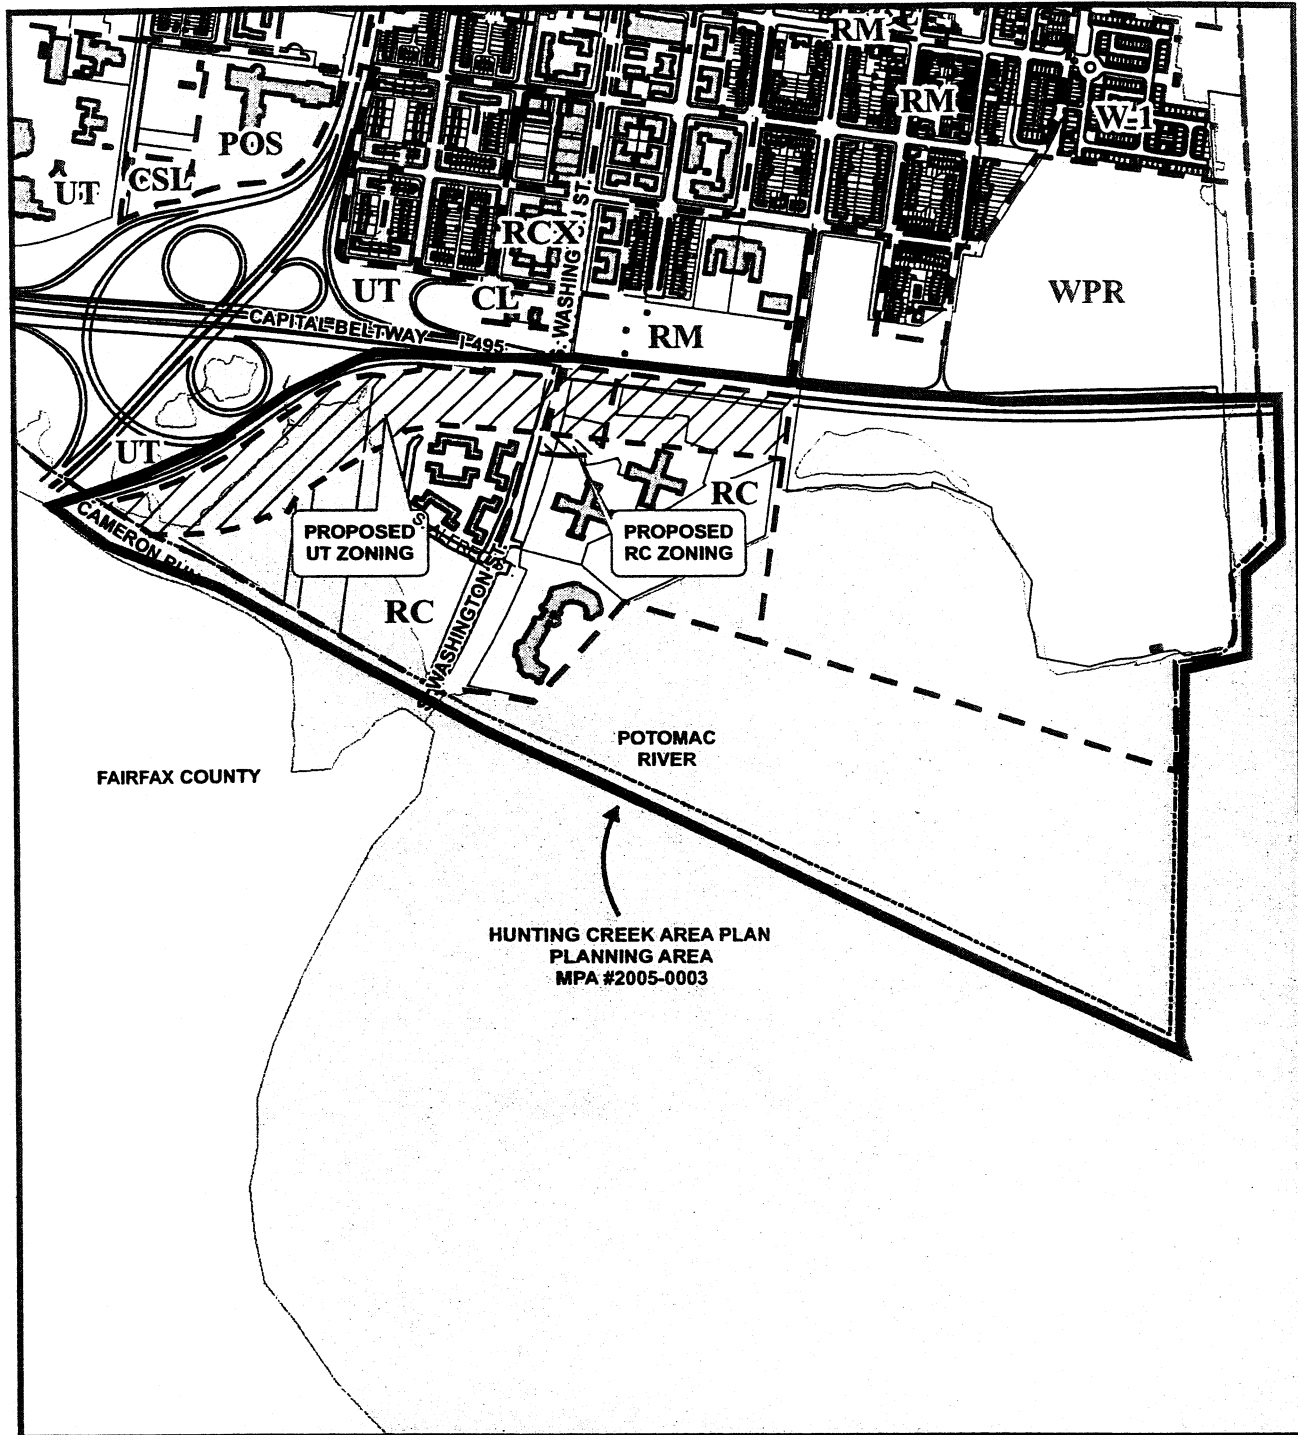 RM
RM
W-1
POS
UT
CSL
RCX
S. WASHINGTON ST.
WPR
UT
CL
RM
CAPITAL BELTWAY I-495
UT
RC
CAMERON RUN
PROPOSED
UT ZONING
S. ALFRED ST.
PROPOSED
RC ZONING
RC
S. WASHINGTON ST.
POTOMAC
RIVER
FAIRFAX COUNTY
HUNTING CREEK AREA PLAN
PLANNING AREA
MPA #2005-0003